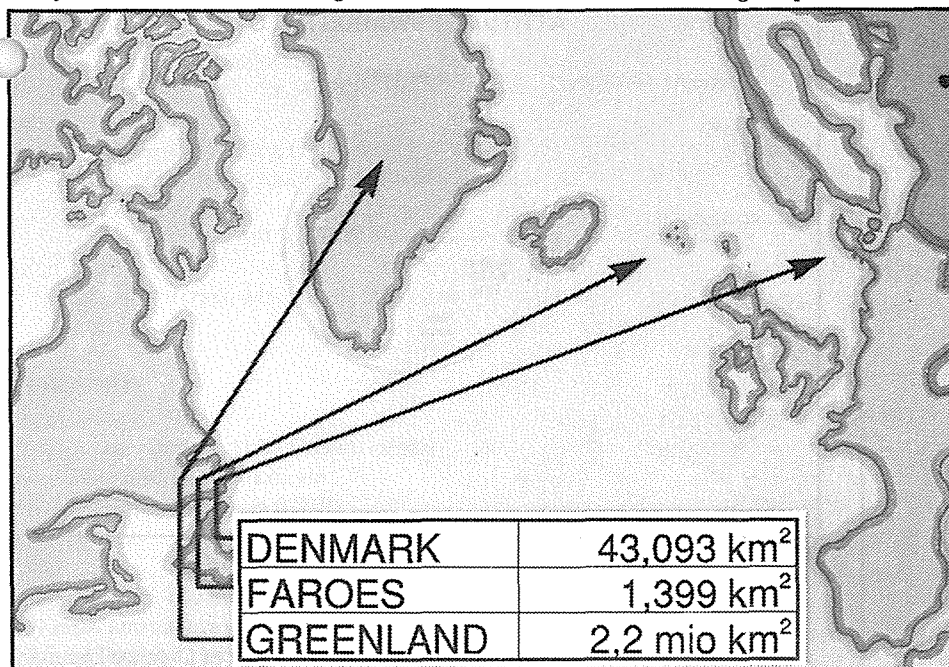 DENMARK 43,093 km²
FAROES 1,399 km²
GREENLAND 2,2 mio km²